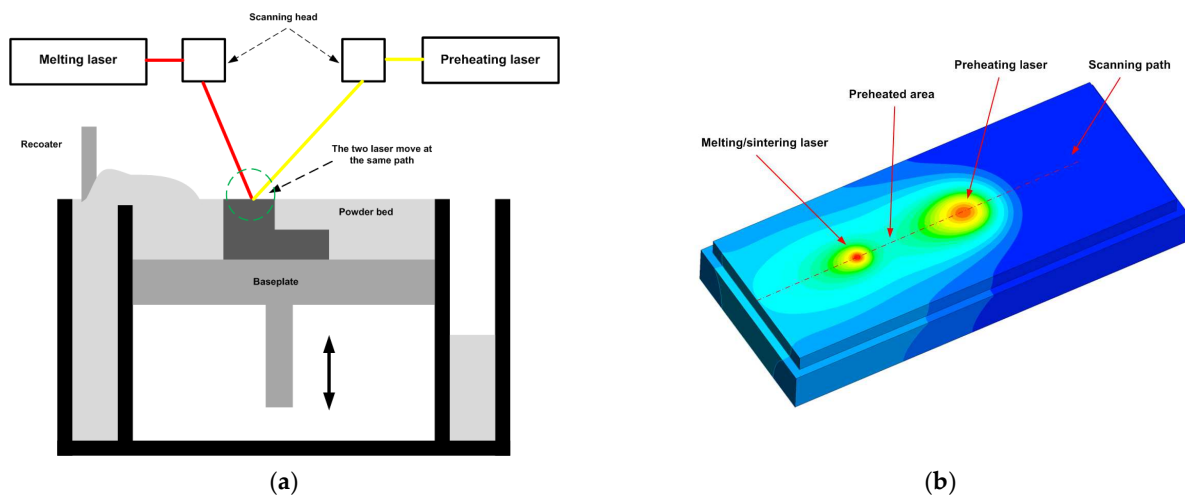 Scanning head
Melting laser
Preheating laser
Recoater
The two laser move at
the same path
Powder bed
Baseplate
(a)
Preheating laser
Scanning path
Preheated area
Melting/sintering laser
(b)